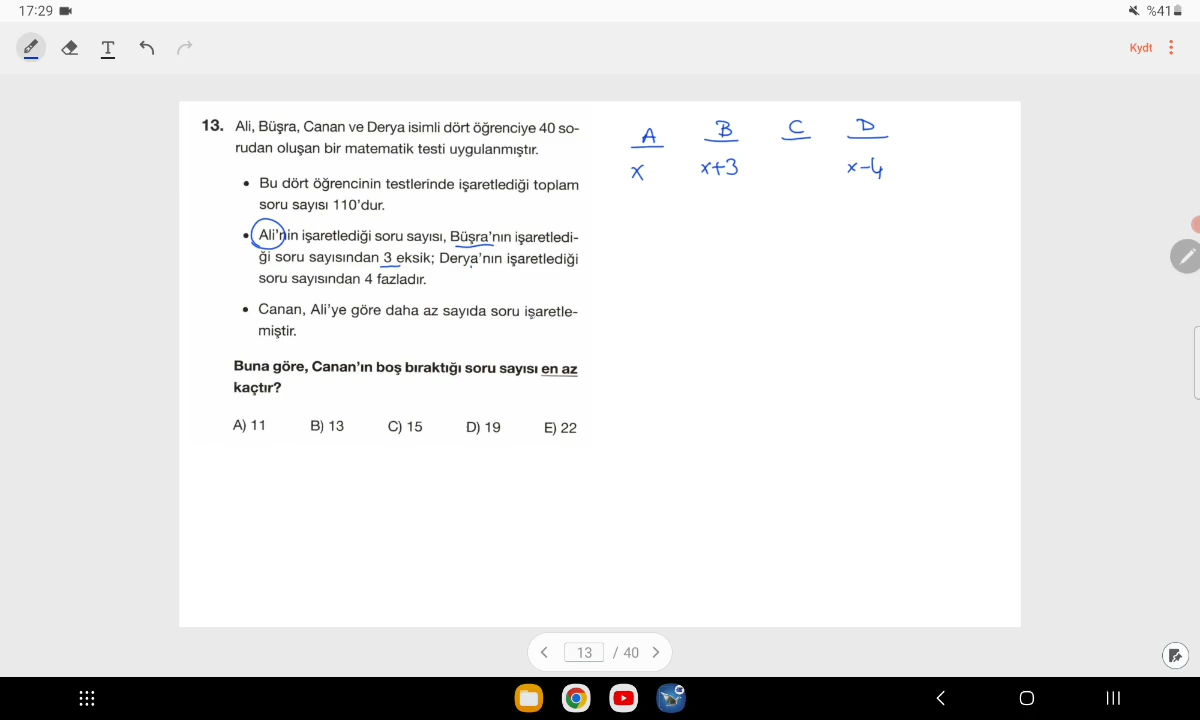 17:29
%41
T
Kydt
13. Ali, Büşra, Canan ve Derya isimli dört öğrenciye 40 so-
rudan oluşan bir matematik testi uygulanmıştır.
• Bu dört öğrencinin testlerinde işaretlediği toplam
soru sayısı 110'dur.
• Ali'nin işaretlediği soru sayısı, Büşra'nın işaretledi-
ği soru sayısından 3 eksik; Derya'nın işaretlediği
soru sayısından 4 fazladır.
• Canan, Ali'ye göre daha az sayıda soru işaretle-
miştir.
Buna göre, Canan'ın boş bıraktığı soru sayısı en az
kaçtır?
A) 11 B) 13 C) 15 D) 19 E) 22
A B C D
x x+3 x-4
13 / 40